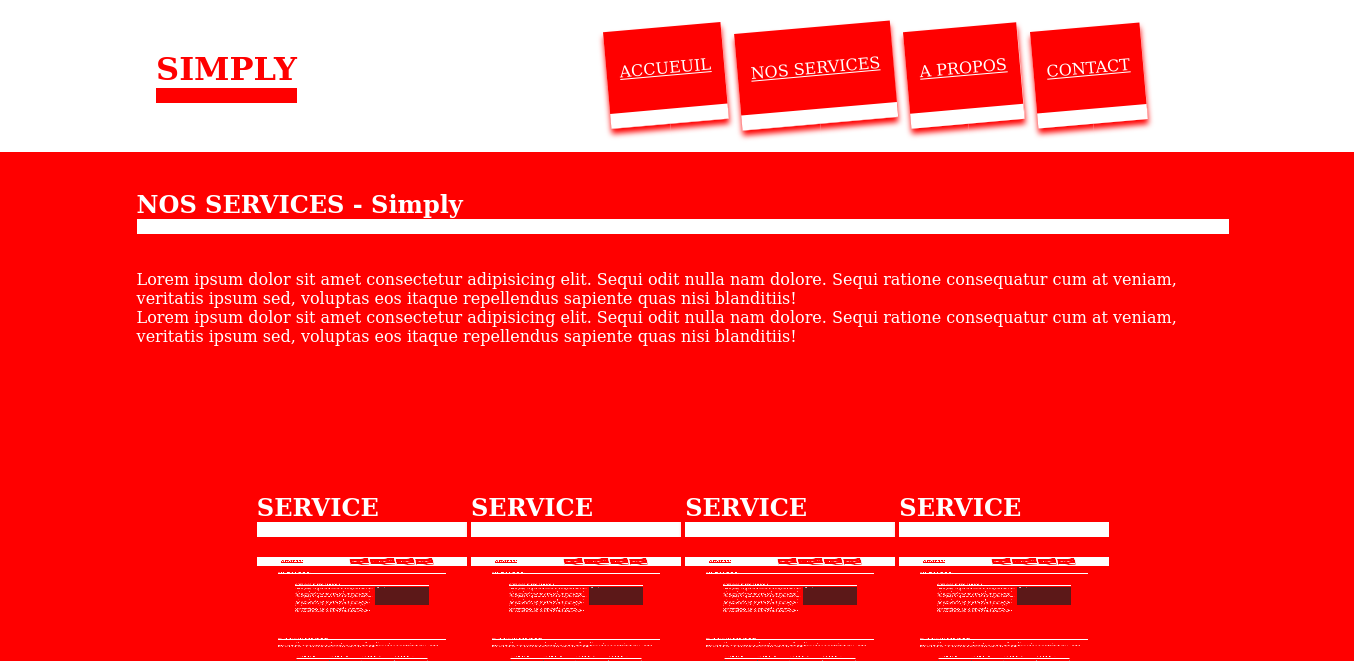 SIMPLY
ACCUEUIL
NOS SERVICES
A PROPOS
CONTACT
NOS SERVICES - Simply
Lorem ipsum dolor sit amet consectetur adipisicing elit. Sequi odit nulla nam dolore. Sequi ratione consequatur cum at veniam,
veritatis ipsum sed, voluptas eos itaque repellendus sapiente quas nisi blanditiis!
Lorem ipsum dolor sit amet consectetur adipisicing elit. Sequi odit nulla nam dolore. Sequi ratione consequatur cum at veniam,
veritatis ipsum sed, voluptas eos itaque repellendus sapiente quas nisi blanditiis!
SERVICE
SERVICE
SERVICE
SERVICE